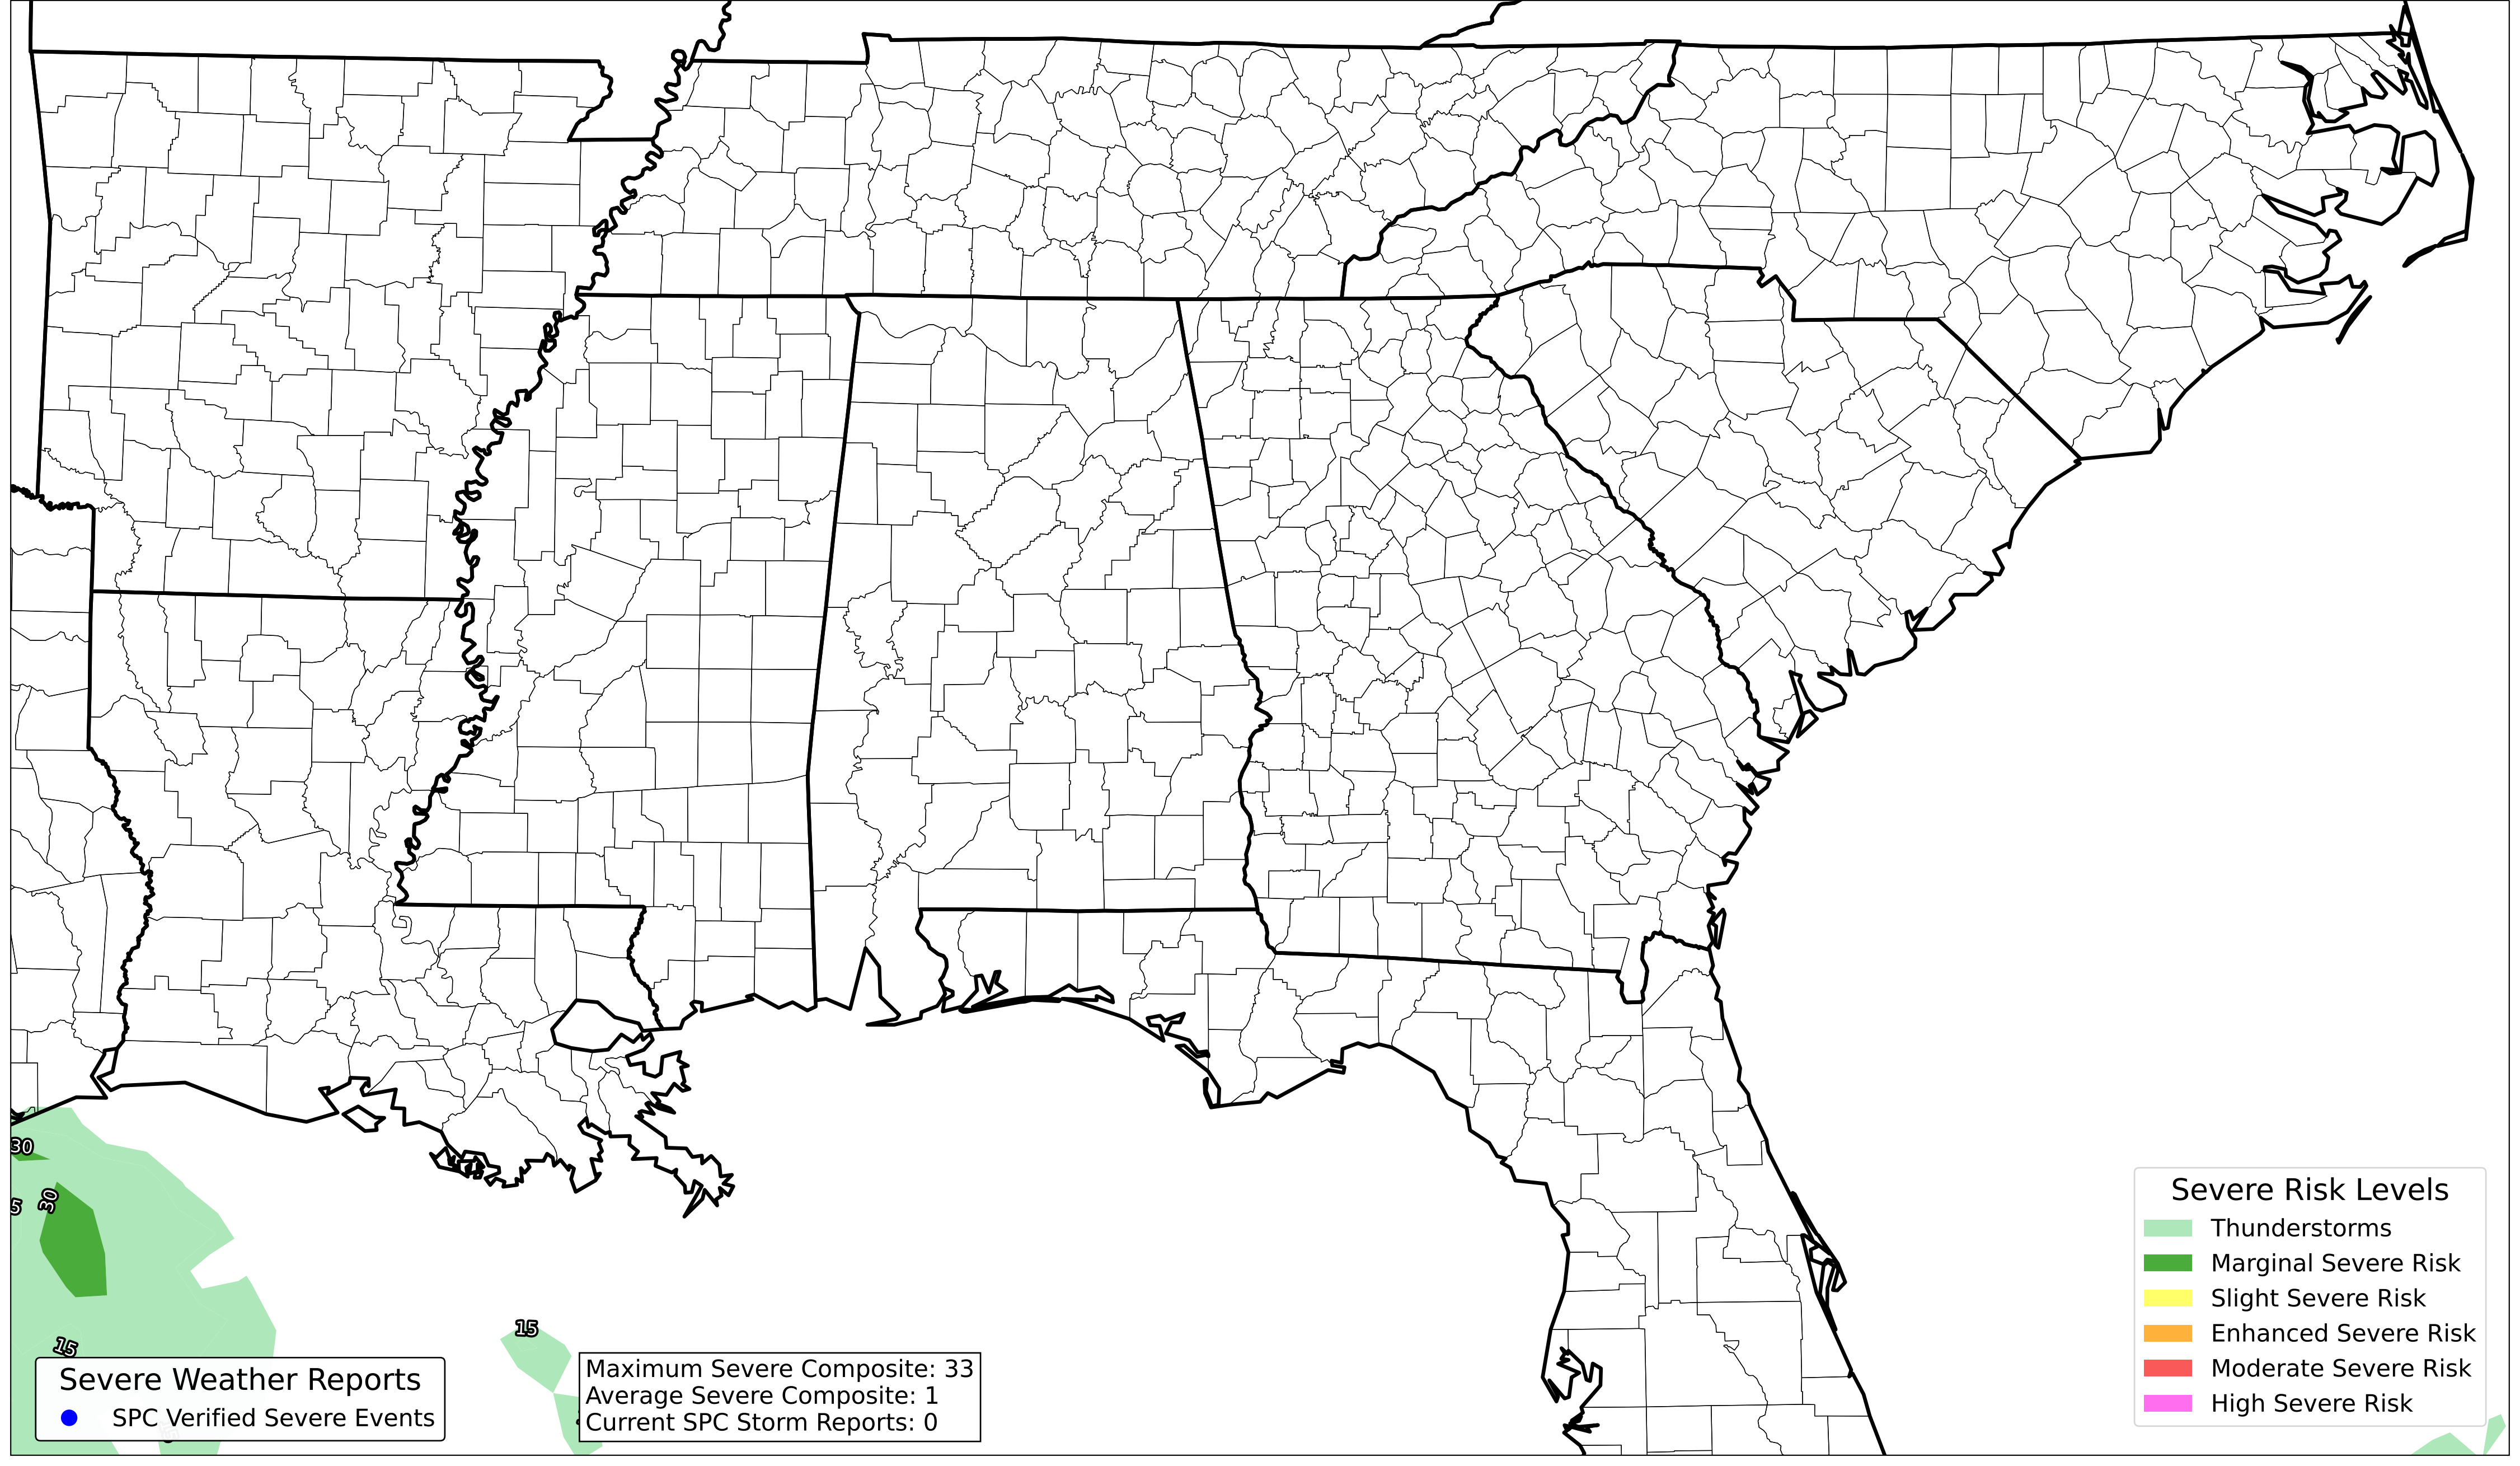 30
30
5
15
15
Severe Weather Reports
SPC Verified Severe Events
Maximum Severe Composite: 33
Average Severe Composite: 1
Current SPC Storm Reports: 0
Severe Risk Levels
Thunderstorms
Marginal Severe Risk
Slight Severe Risk
Enhanced Severe Risk
Moderate Severe Risk
High Severe Risk